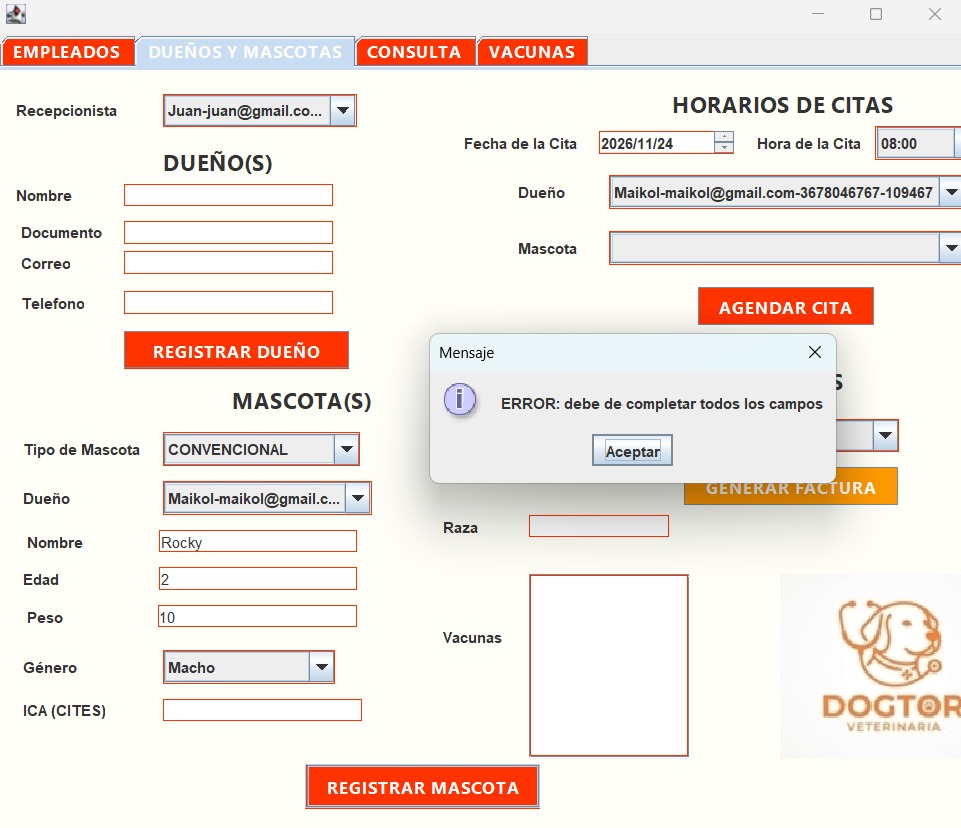 EMPLEADOS
DUEÑOS Y MASCOTAS
CONSULTA
VACUNAS
Recepcionista
Juan-juan@gmail.co...
DUEÑO(S)
Nombre
Documento
Correo
Telefono
REGISTRAR DUEÑO
MASCOTA(S)
Tipo de Mascota
CONVENCIONAL
Dueño
Maikol-maikol@gmail.c...
Nombre
Rocky
Edad
2
Peso
10
Género
Macho
ICA (CITES)
Raza
Vacunas
REGISTRAR MASCOTA
HORARIOS DE CITAS
Fecha de la Cita
2026/11/24
Hora de la Cita
08:00
Dueño
Maikol-maikol@gmail.com-3678046767-109467
Mascota
AGENDAR CITA
S
GENERAR FACTURA
Mensaje
ERROR: debe de completar todos los campos
Aceptar
DOGTOR
VETERINARIA